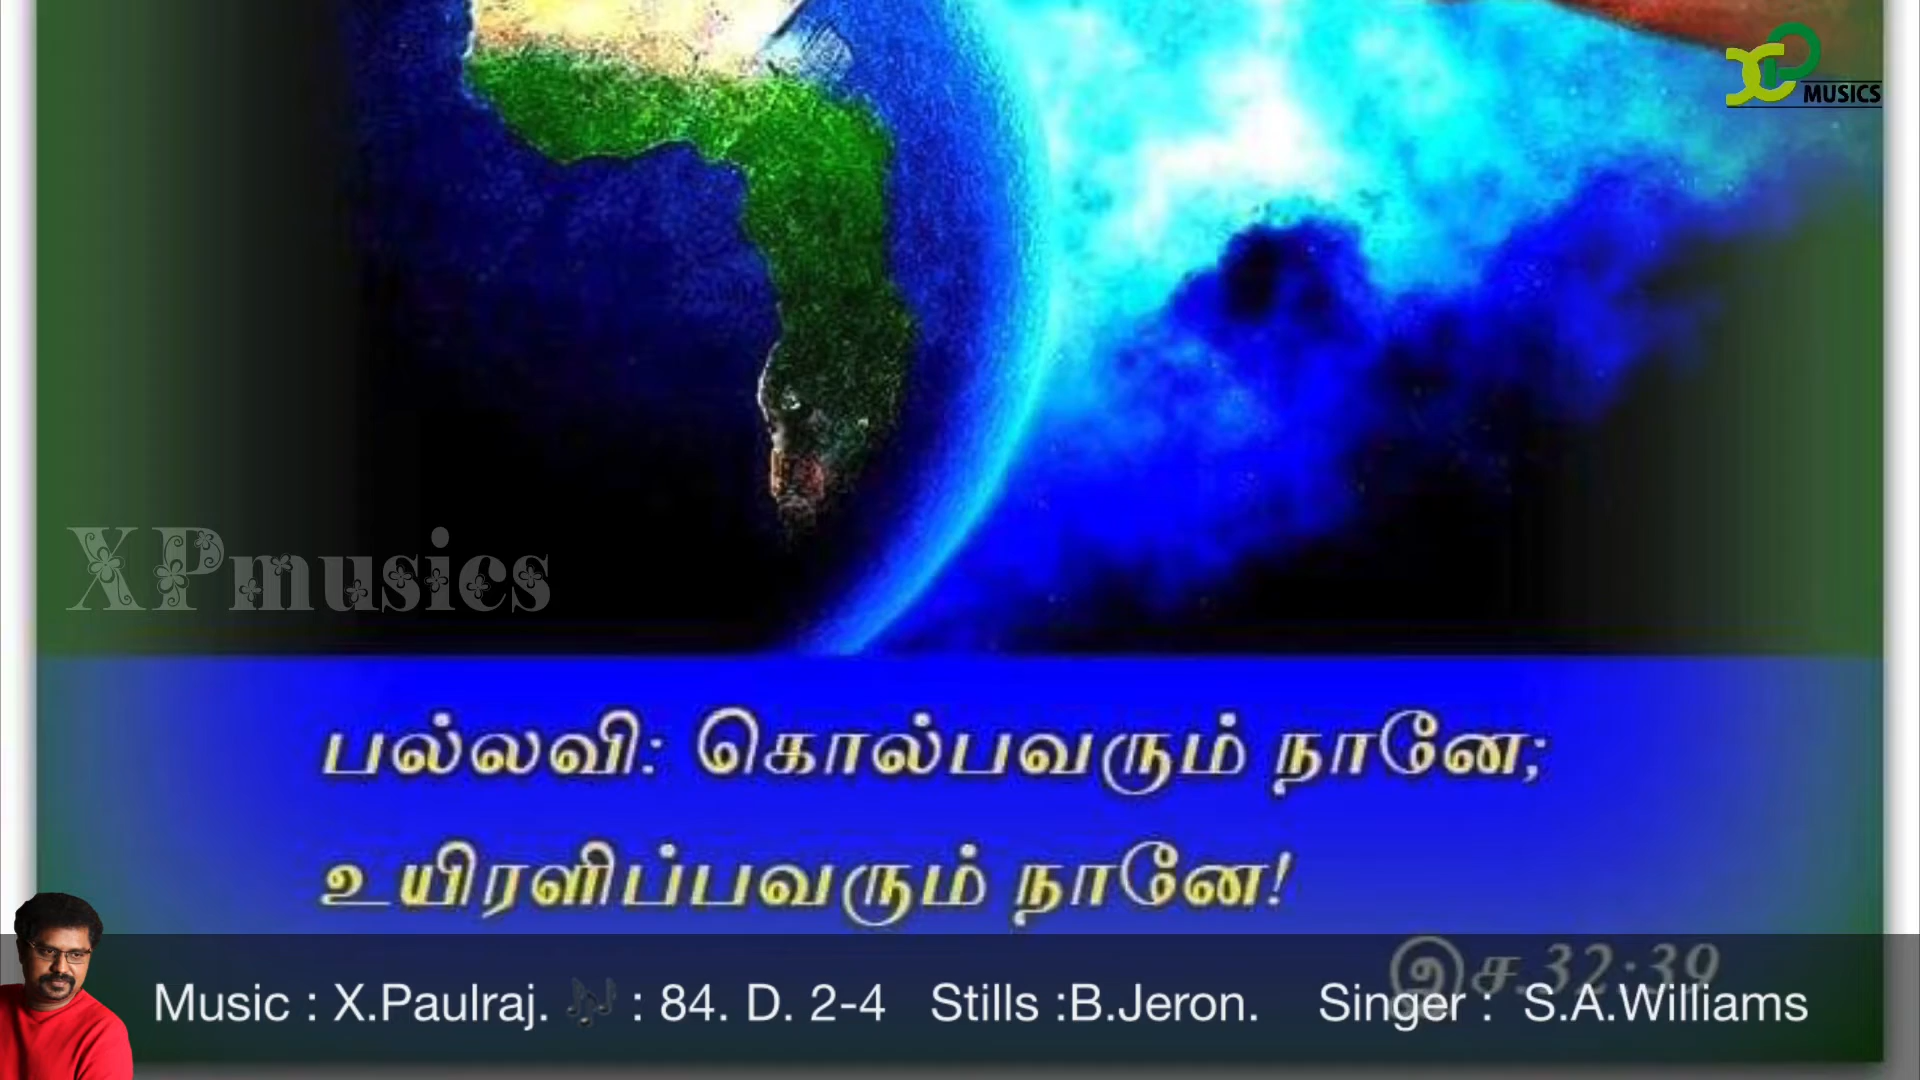 XP MUSICS
XPmusics
பல்லவி: கொல்பவரும் நானே;
உயிரளிப்பவரும் நானே!
இச.32:39
Music : X.Paulraj. 🎶 : 84. D. 2-4 Stills :B.Jeron. Singer : S.A.Williams